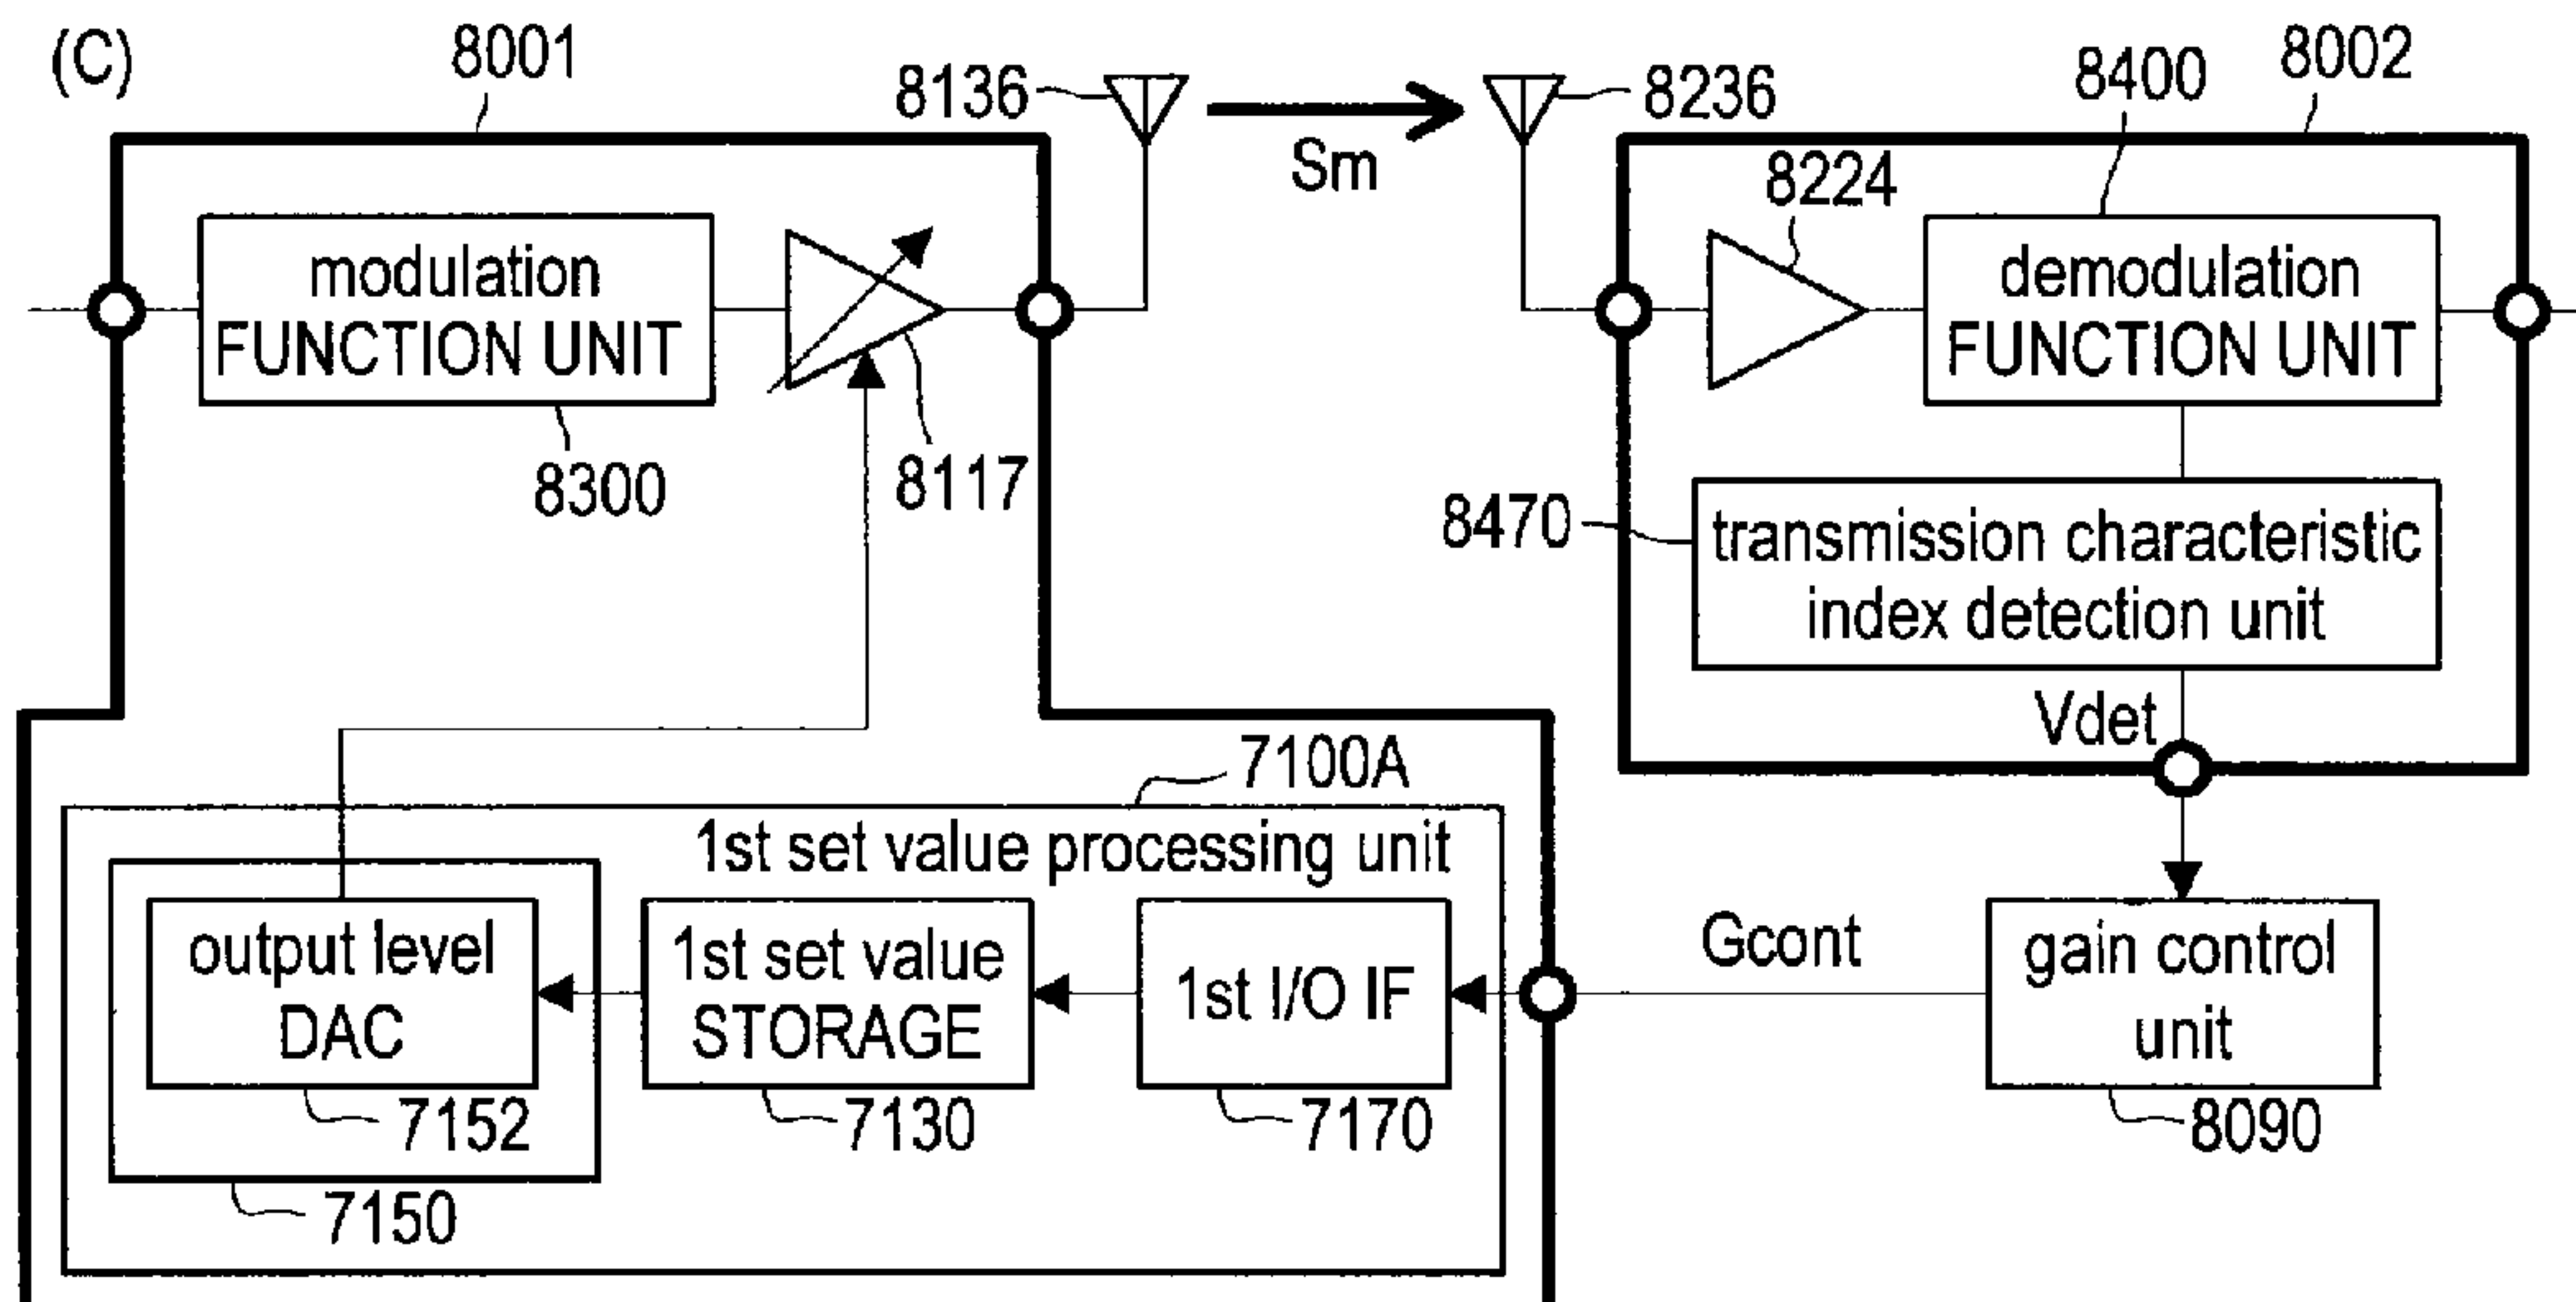 (C)
8001
8136
Sm
8236
8400
8002
8224
modulation
FUNCTION UNIT
8300
8117
demodulation
FUNCTION UNIT
8470
transmission characteristic
index detection unit
Vdet
7100A
1st set value processing unit
output level
DAC
7152
7150
1st set value
STORAGE
7130
1st I/O IF
7170
Gcont
gain control
unit
8090